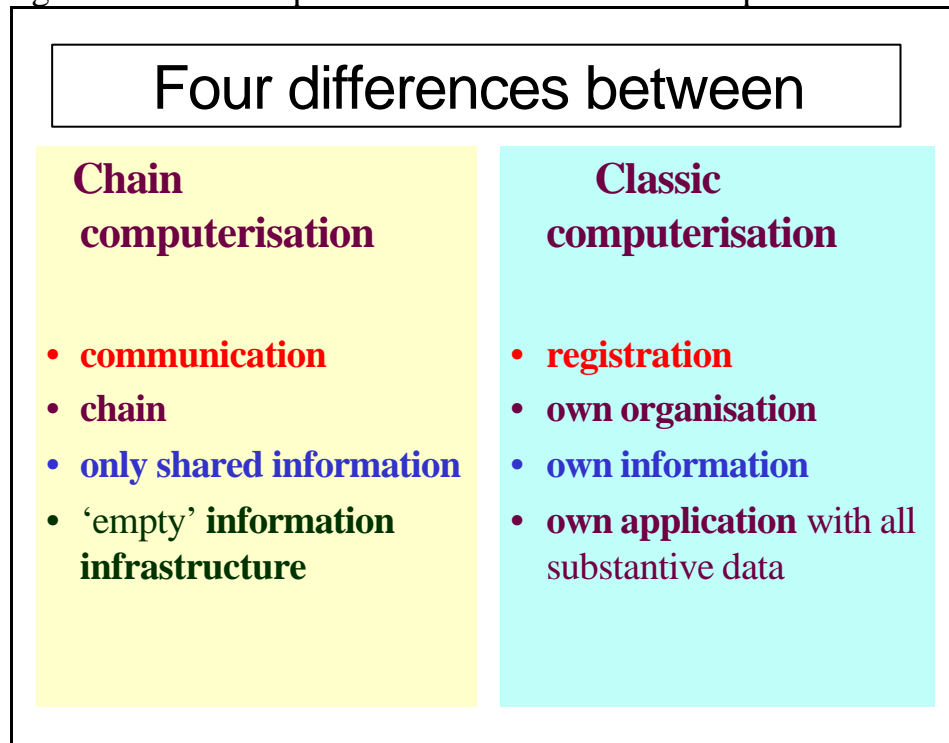 Four differences between
Chain
computerisation
• communication
• chain
• only shared information
• ‘empty’ information
infrastructure
Classic
computerisation
• registration
• own organisation
• own information
• own application with all
substantive data